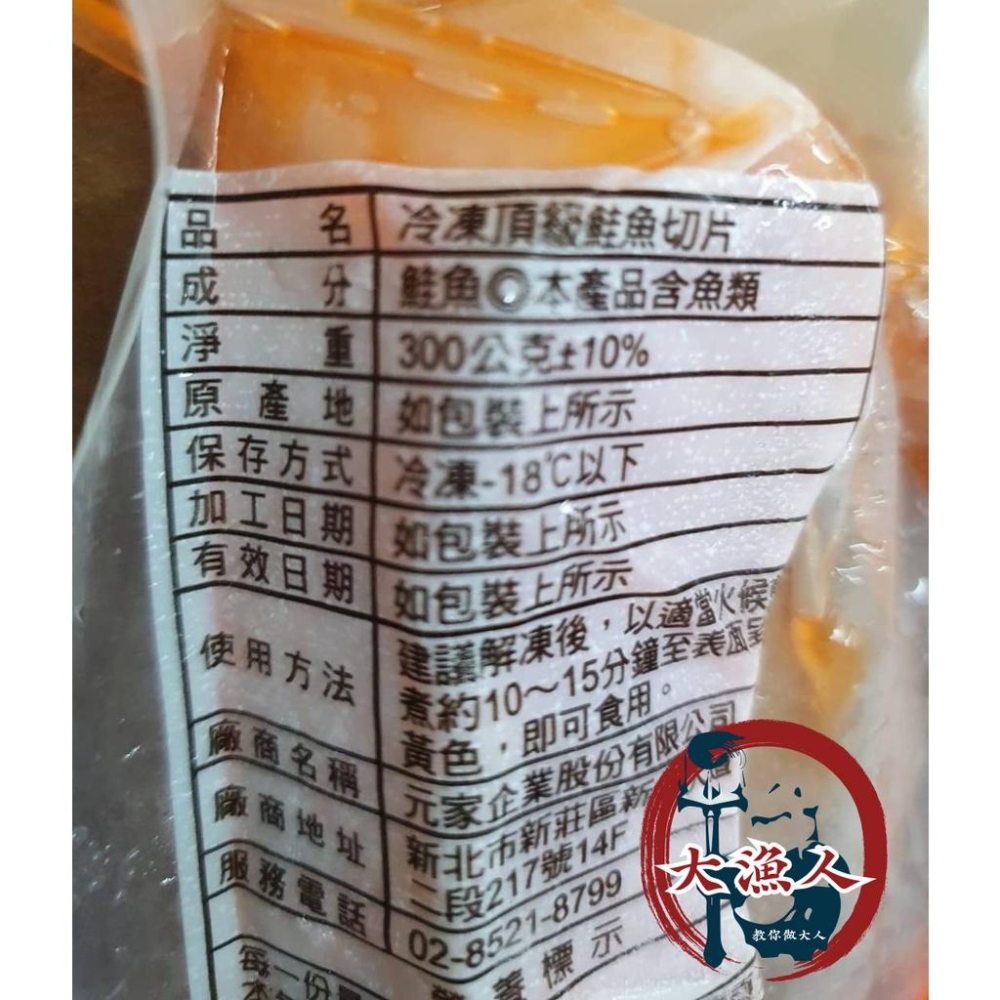 品名 冷凍頂級鮭魚切片
成分 鮭魚◎本產品含魚類
淨重 300公克±10%
原產地 如包裝上所示
保存方式 冷凍-18℃以下
加工日期 如包裝上所示
有效日期 如包裝上所示
使用方法 建議解凍後，以適當火候
煮約10～15分鐘至表面呈
黃色，即可食用。
廠商名稱 元家企業股份有限公司
廠商地址 新北市新莊區新
二段217號14F
服務電話 02-8521-8799
營養標示
每一份量
大漁人
教你做大人